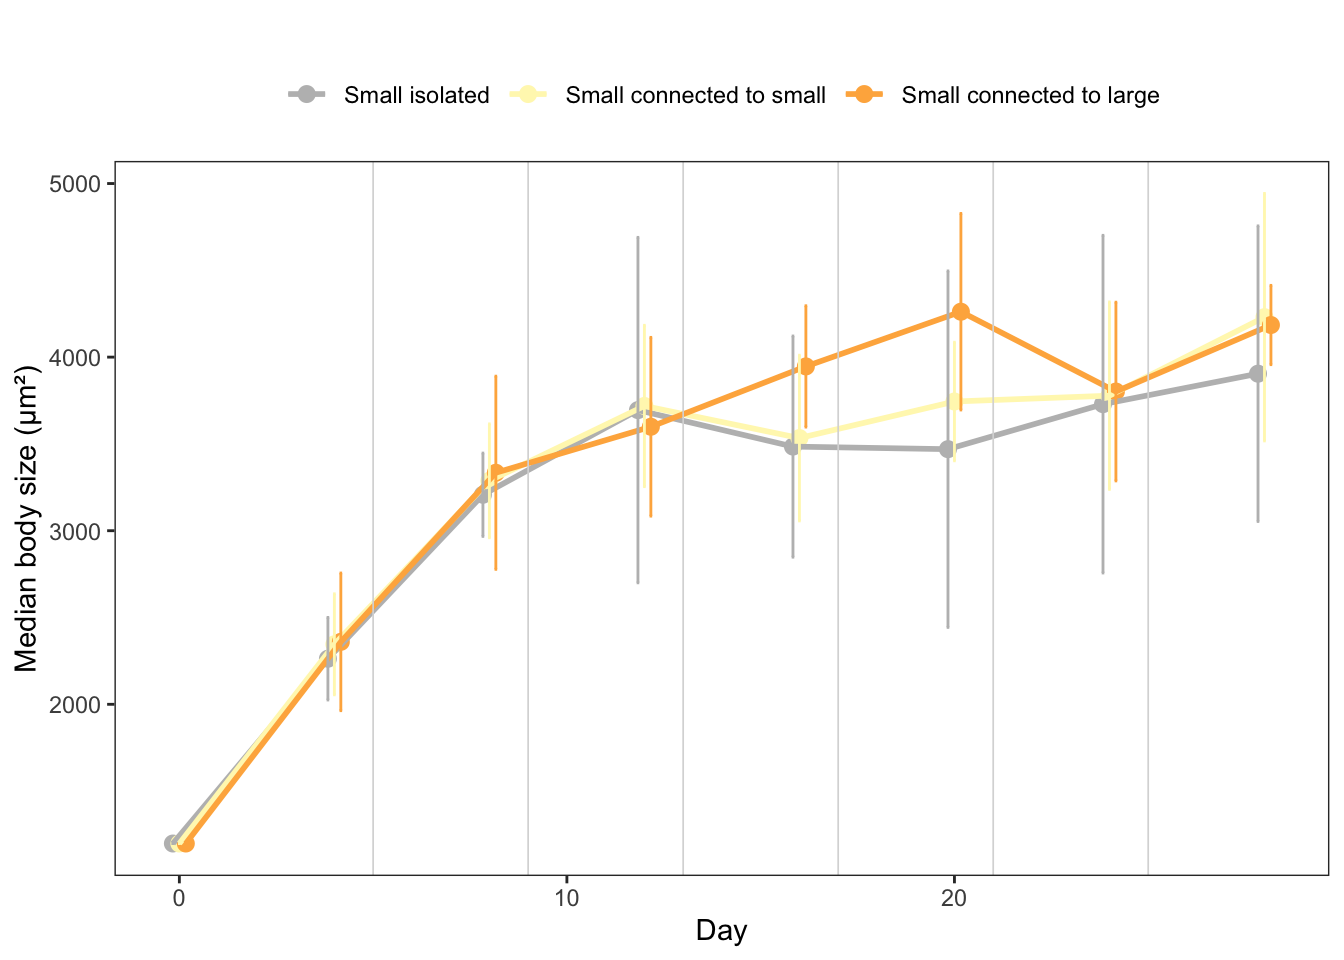 Small isolated Small connected to small Small connected to large
5000
4000
3000
2000
Median body size (μm²)
0 10 20
Day